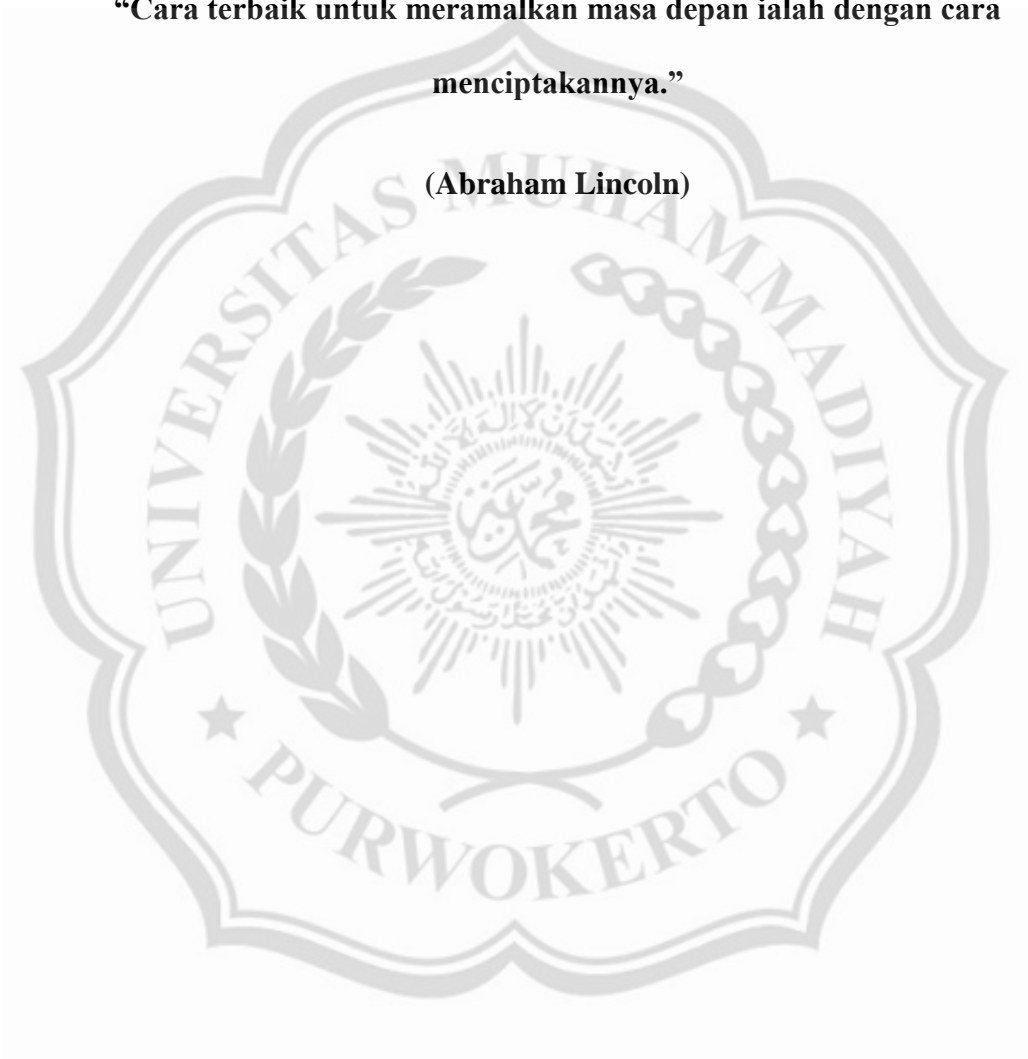 “Cara terbaik untuk meramalkan masa depan ialah dengan cara
menciptakannya.”
(Abraham Lincoln)
UNIVERSITAS MUHAMMADIYAH
PURWOKERTO